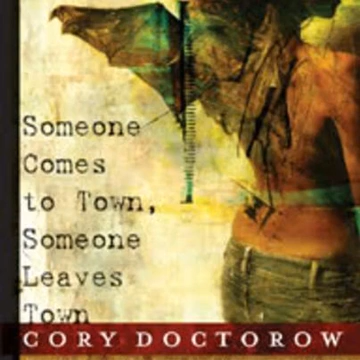 Someone
Comes
to Town,
Someone
Leaves
Town
CORY DOCTOROW